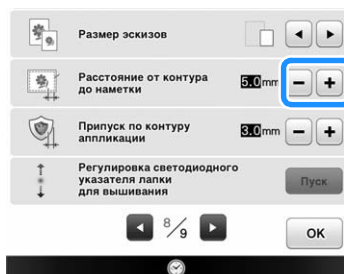 Размер эскизов
Расстояние от контура
до наметки
5.0mm
Припуск по контуру
аппликации
3.0mm
Регулировка светодиодного
указателя лапки
для вышивания
Пуск
8/9
OK